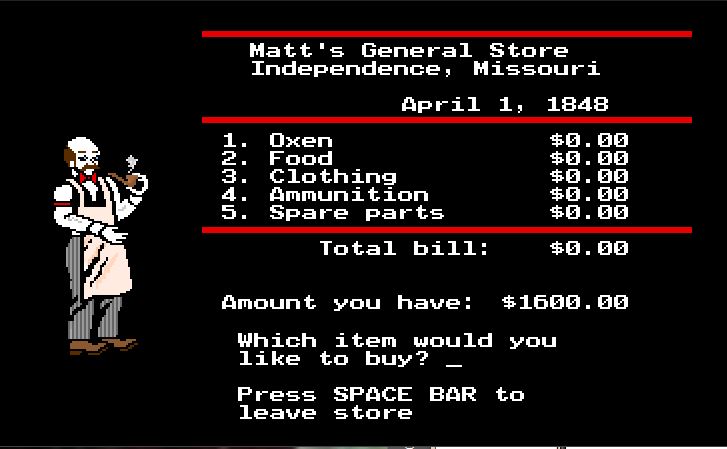 Matt's General Store
Independence, Missouri
April 1, 1848
1. Oxen $0.00
2. Food $0.00
3. Clothing $0.00
4. Ammunition $0.00
5. Spare parts $0.00
Total bill: $0.00
Amount you have: $1600.00
Which item would you
like to buy? _
Press SPACE BAR to
leave store